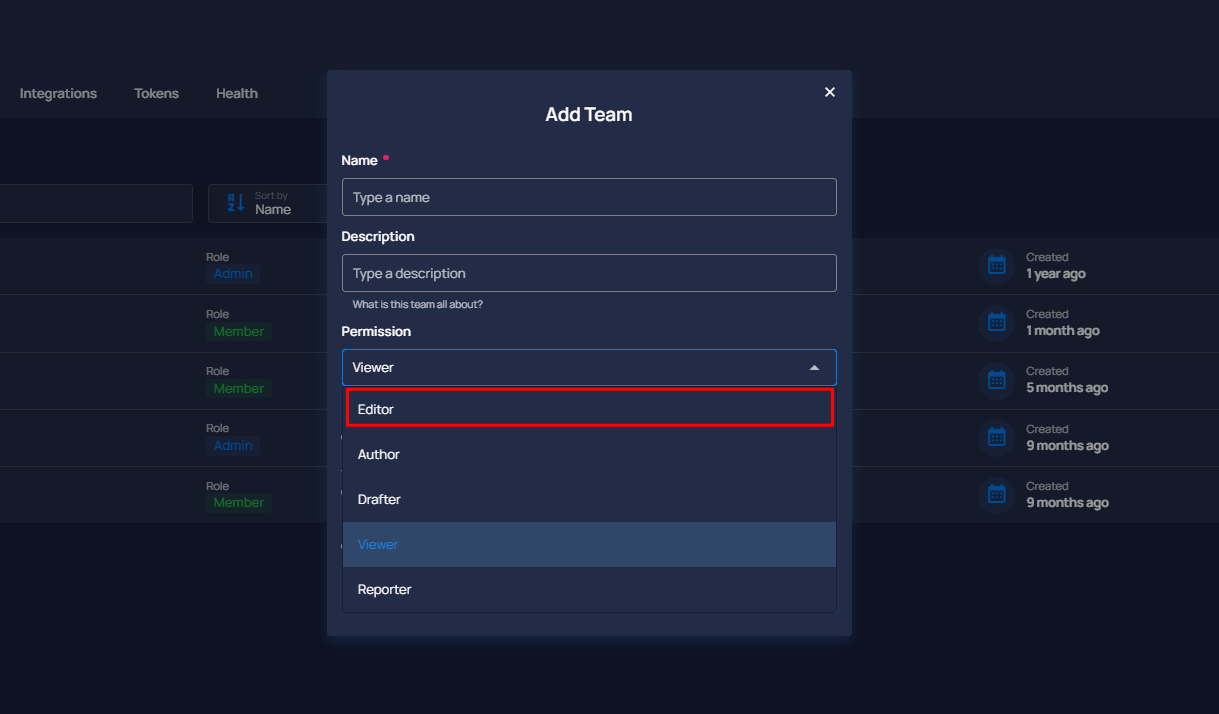 Integrations Tokens Health
Add Team
Name
Type a name
Sort by
Name
Description
Type a description
What is this team all about?
Permission
Viewer
Editor
Author
Drafter
Viewer
Reporter
Role
Admin
Created
1 year ago
Role
Member
Created
1 month ago
Role
Member
Created
5 months ago
Role
Admin
Created
9 months ago
Role
Member
Created
9 months ago